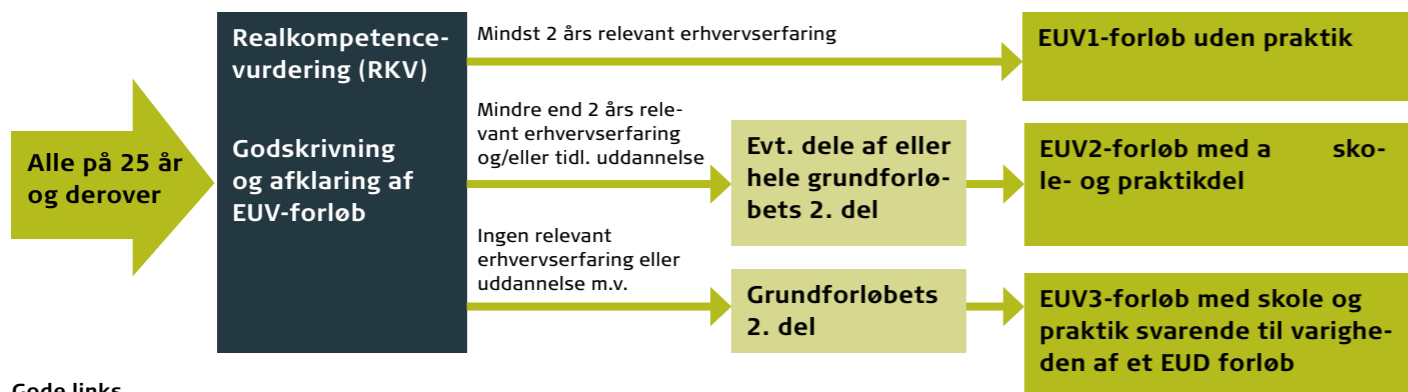 Alle på 25 år
og derover
Realkompetence-
vurdering (RKV)
Godskrivning
og afklaring af
EUV-forløb
Mindst 2 års relevant erhvervserfaring
EUV1-forløb uden praktik
Mindre end 2 års rele-
vant erhvervserfaring
og/eller tidl. uddannelse
Evt. dele af eller
hele grundforlø-
bets 2. del
EUV2-forløb med a sko-
le- og praktikdel
Ingen relevant
erhvervserfaring eller
uddannelse m.v.
Grundforløbets
2. del
EUV3-forløb med skole og
praktik svarende til varighe-
den af et EUD forløb
Gode links